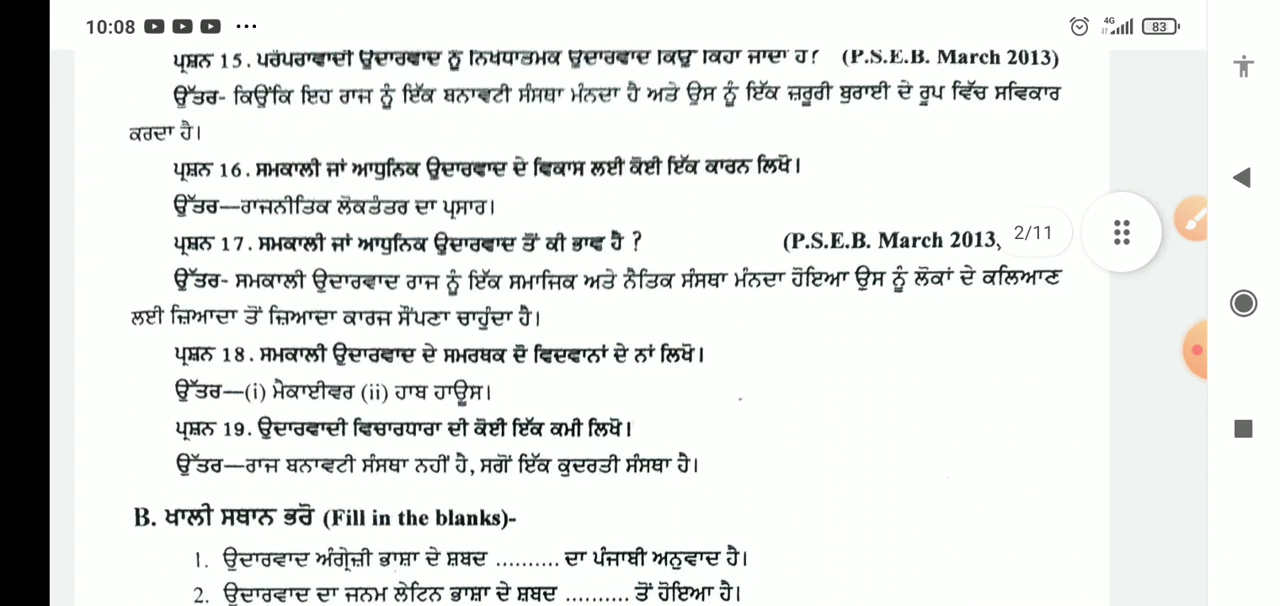 10:08 ... 4G 83
ਪ੍ਰਸ਼ਨ 15. ਪਰੰਪਰਾਵਾਦੀ ਉਦਾਰਵਾਦ ਨੂੰ ਨਿਖੇਧਾਤਮਕ ਉਦਾਰਵਾਦ ਕਿਉਂ ਕਿਹਾ ਜਾਂਦਾ ਹੈ? (P.S.E.B. March 2013)
ਉੱਤਰ- ਕਿਉਂਕਿ ਇਹ ਰਾਜ ਨੂੰ ਇੱਕ ਬਨਾਵਟੀ ਸੰਸਥਾ ਮੰਨਦਾ ਹੈ ਅਤੇ ਉਸ ਨੂੰ ਇੱਕ ਜ਼ਰੂਰੀ ਬੁਰਾਈ ਦੇ ਰੂਪ ਵਿੱਚ ਸਵਿਕਾਰ
ਕਰਦਾ ਹੈ।
ਪ੍ਰਸ਼ਨ 16. ਸਮਕਾਲੀ ਜਾਂ ਆਧੁਨਿਕ ਉਦਾਰਵਾਦ ਦੇ ਵਿਕਾਸ ਲਈ ਕੋਈ ਇੱਕ ਕਾਰਨ ਲਿਖੋ।
ਉੱਤਰ—ਰਾਜਨੀਤਿਕ ਲੋਕਤੰਤਰ ਦਾ ਪ੍ਰਸਾਰ।
ਪ੍ਰਸ਼ਨ 17. ਸਮਕਾਲੀ ਜਾਂ ਆਧੁਨਿਕ ਉਦਾਰਵਾਦ ਤੋਂ ਕੀ ਭਾਵ ਹੈ ? (P.S.E.B. March 2013, 2/11
ਉੱਤਰ- ਸਮਕਾਲੀ ਉਦਾਰਵਾਦ ਰਾਜ ਨੂੰ ਇੱਕ ਸਮਾਜਿਕ ਅਤੇ ਨੈਤਿਕ ਸੰਸਥਾ ਮੰਨਦਾ ਹੋਇਆ ਉਸ ਨੂੰ ਲੋਕਾਂ ਦੇ ਕਲਿਆਣ
ਲਈ ਜ਼ਿਆਦਾ ਤੋਂ ਜ਼ਿਆਦਾ ਕਾਰਜ ਸੌਂਪਣਾ ਚਾਹੁੰਦਾ ਹੈ।
ਪ੍ਰਸ਼ਨ 18. ਸਮਕਾਲੀ ਉਦਾਰਵਾਦ ਦੇ ਸਮਰਥਕ ਦੋ ਵਿਦਵਾਨਾਂ ਦੇ ਨਾਂ ਲਿਖੋ।
ਉੱਤਰ—(i) ਮੈਕਾਈਵਰ (ii) ਹਾਬ ਹਾਊਸ।
ਪ੍ਰਸ਼ਨ 19. ਉਦਾਰਵਾਦੀ ਵਿਚਾਰਧਾਰਾ ਦੀ ਕੋਈ ਇੱਕ ਕਮੀ ਲਿਖੋ।
ਉੱਤਰ—ਰਾਜ ਬਨਾਵਟੀ ਸੰਸਥਾ ਨਹੀਂ ਹੈ, ਸਗੋਂ ਇੱਕ ਕੁਦਰਤੀ ਸੰਸਥਾ ਹੈ।
B. ਖਾਲੀ ਸਥਾਨ ਭਰੋ (Fill in the blanks)-
1. ਉਦਾਰਵਾਦ ਅੰਗ੍ਰੇਜ਼ੀ ਭਾਸ਼ਾ ਦੇ ਸ਼ਬਦ .......... ਦਾ ਪੰਜਾਬੀ ਅਨੁਵਾਦ ਹੈ।
2. ਉਦਾਰਵਾਦ ਦਾ ਜਨਮ ਲੇਟਿਨ ਭਾਸ਼ਾ ਦੇ ਸ਼ਬਦ .......... ਤੋਂ ਹੋਇਆ ਹੈ।